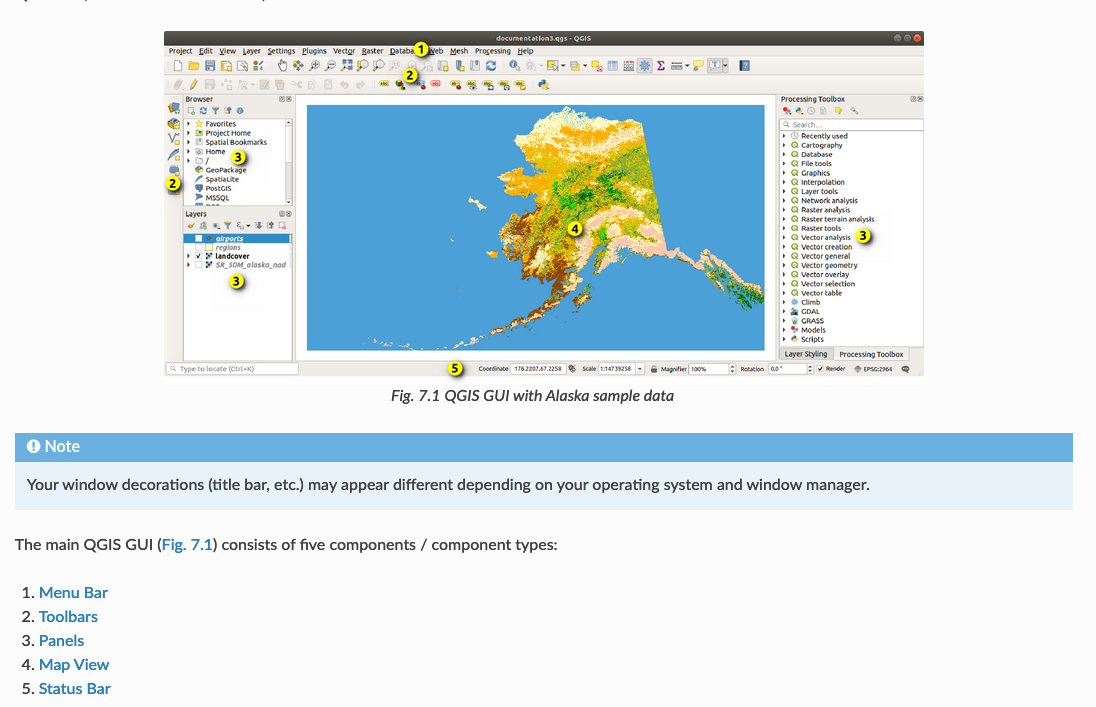 documentation3.qgs - QGIS
Project Edit View Layer Settings Plugins Vector Raster Databa 1 Web Mesh Processing Help
2
Browser
Favorites
Project Home
Spatial Bookmarks
Home
/
3
GeoPackage
SpatiaLite
PostGIS
MSSQL
2
Layers
airports
regions
landcover
SR_50M_alaska_nad
3
4
Processing Toolbox
Search...
Recently used
Cartography
Database
File tools
Graphics
Interpolation
Layer tools
Network analysis
Raster analysis
Raster terrain analysis
Raster tools
Vector analysis
3
Vector creation
Vector general
Vector geometry
Vector overlay
Vector selection
Vector table
Climb
GDAL
GRASS
Models
Scripts
Layer Styling Processing Toolbox
Type to locate (Ctrl+K) 5 Coordinate 176.2207,67.2258 Scale 1:14739258 Magnifier 100% Rotation 0,0 ° Render EPSG:2964
Fig. 7.1 QGIS GUI with Alaska sample data
Note
Your window decorations (title bar, etc.) may appear different depending on your operating system and window manager.
The main QGIS GUI (Fig. 7.1) consists of five components / component types:
1. Menu Bar
2. Toolbars
3. Panels
4. Map View
5. Status Bar